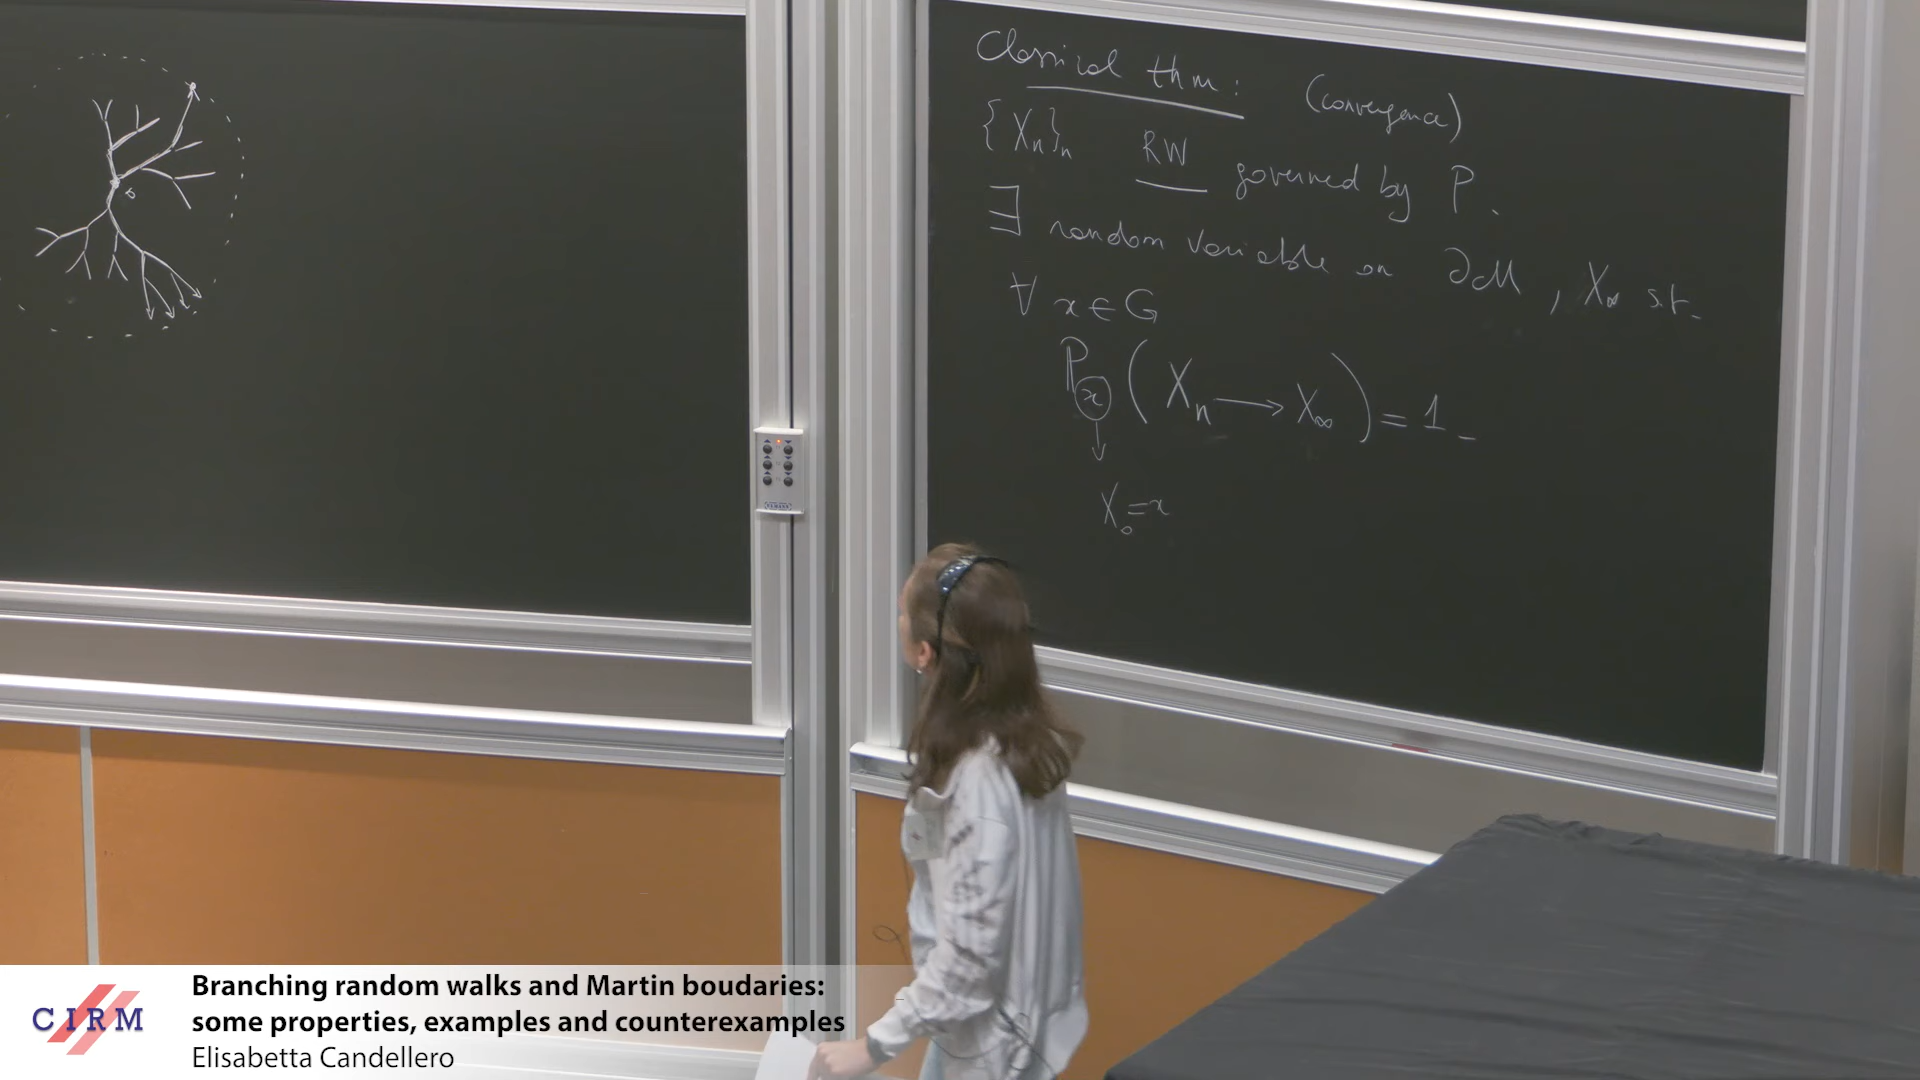 o
Classical thm: (convergence)
{Xₙ}ₙ RW governed by P.
∃ random variable on ∂M, X∞ s.t.
∀ x ∈ G
Pₓ ( Xₙ → X∞ ) = 1.
↓
X₀ = x
Branching random walks and Martin boudaries:
some properties, examples and counterexamples
CIRM
Elisabetta Candellero